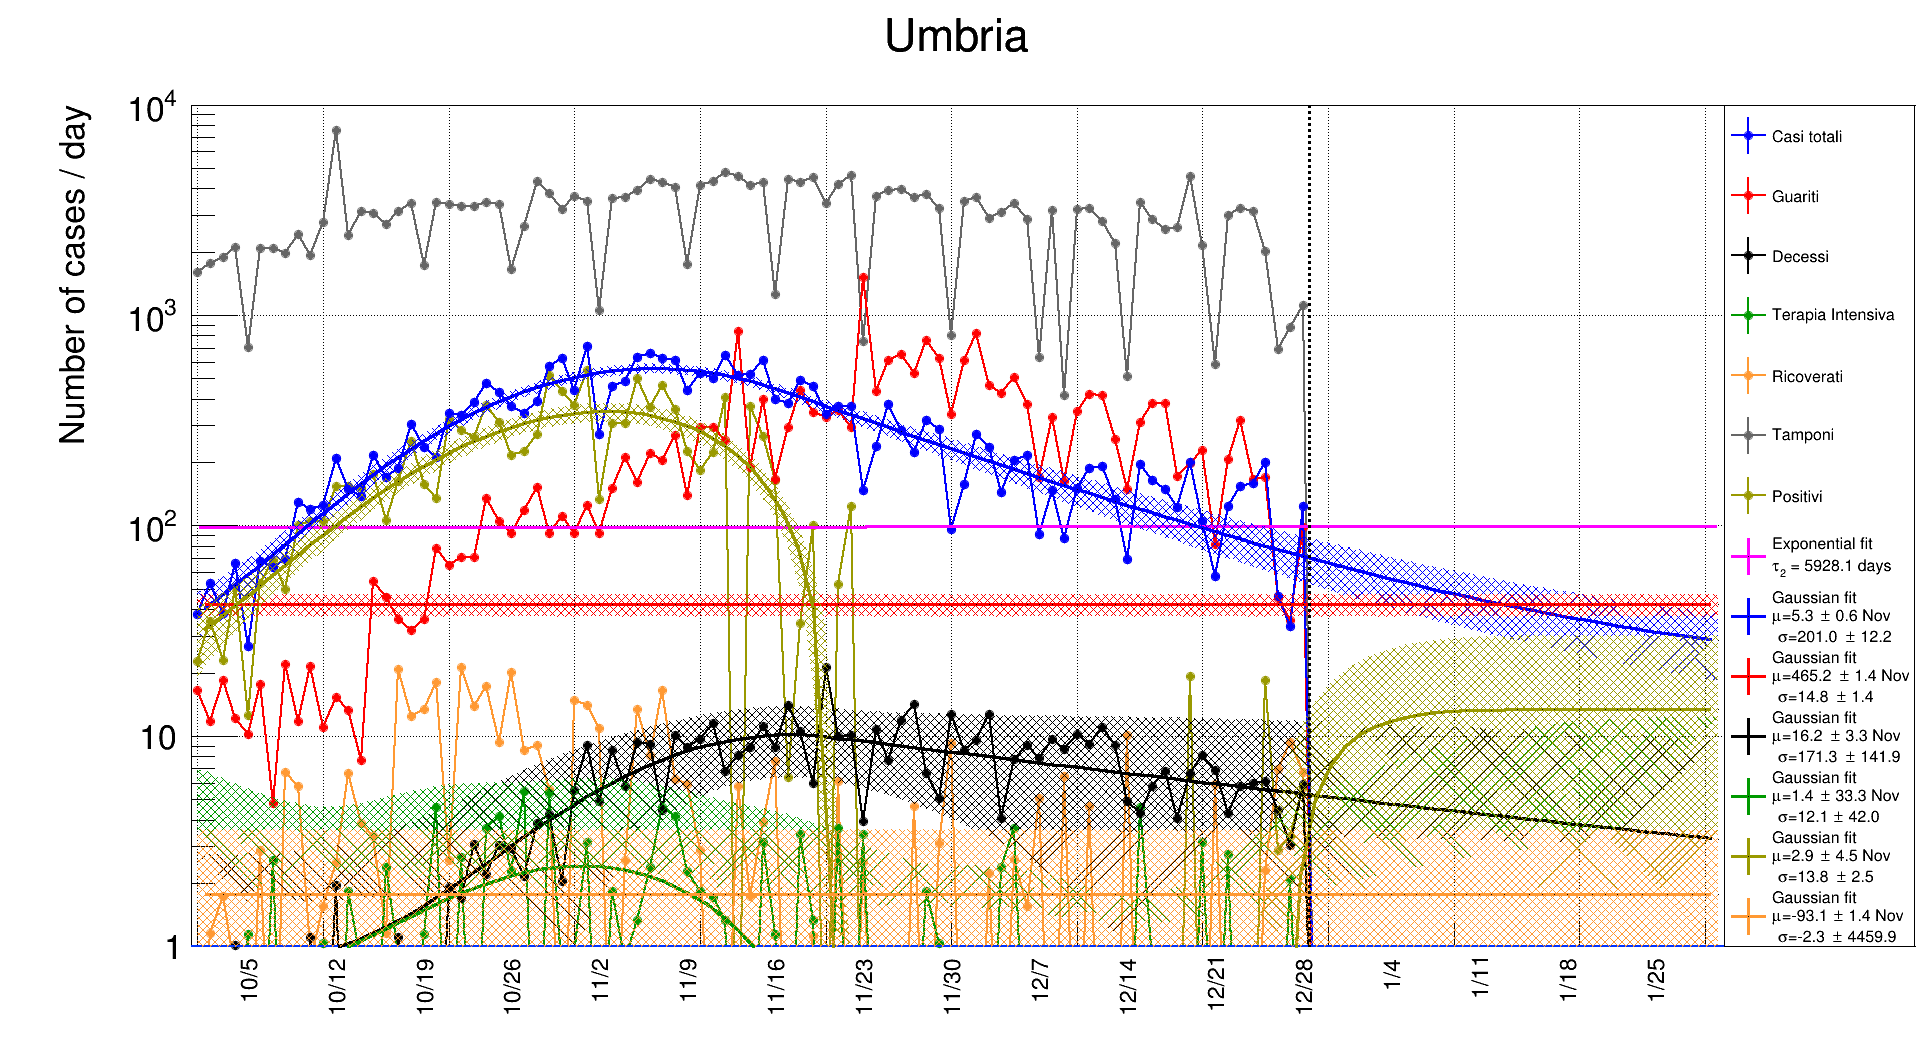 Umbria
Number of cases / day
10⁴
10³
10²
10
1
10/5
10/12
10/19
10/26
11/2
11/9
11/16
11/23
11/30
12/7
12/14
12/21
12/28
1/4
1/11
1/18
1/25
Casi totali
Guariti
Decessi
Terapia Intensiva
Ricoverati
Tamponi
Positivi
Exponential fit
τ₂ = 5928.1 days
Gaussian fit
μ=5.3 ± 0.6 Nov
σ=201.0 ± 12.2
Gaussian fit
μ=465.2 ± 1.4 Nov
σ=14.8 ± 1.4
Gaussian fit
μ=16.2 ± 3.3 Nov
σ=171.3 ± 141.9
Gaussian fit
μ=1.4 ± 33.3 Nov
σ=12.1 ± 42.0
Gaussian fit
μ=2.9 ± 4.5 Nov
σ=13.8 ± 2.5
Gaussian fit
μ=-93.1 ± 1.4 Nov
σ=-2.3 ± 4459.9